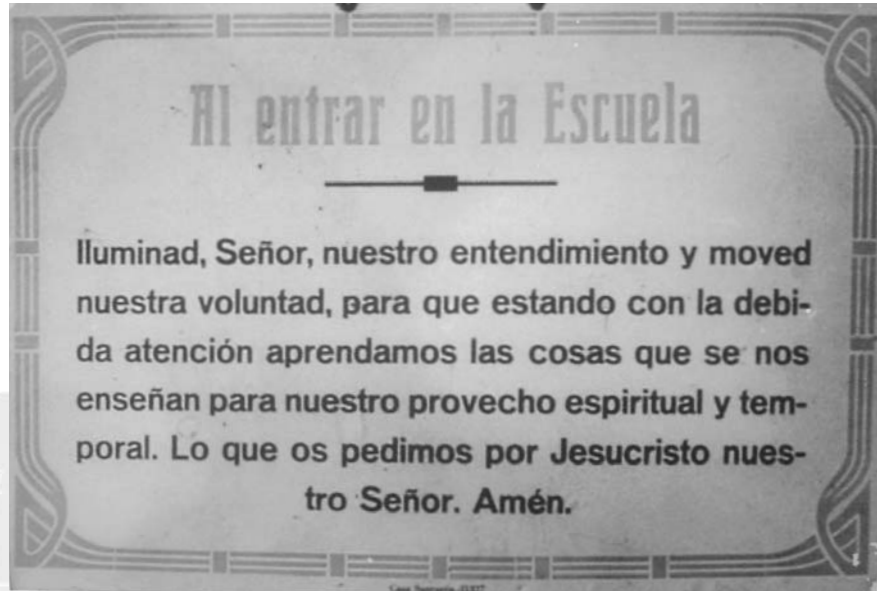 Al entrar en la Escuela
Iluminad, Señor, nuestro entendimiento y moved
nuestra voluntad, para que estando con la debi-
da atención aprendamos las cosas que se nos
enseñan para nuestro provecho espiritual y tem-
poral. Lo que os pedimos por Jesucristo nues-
tro Señor. Amén.